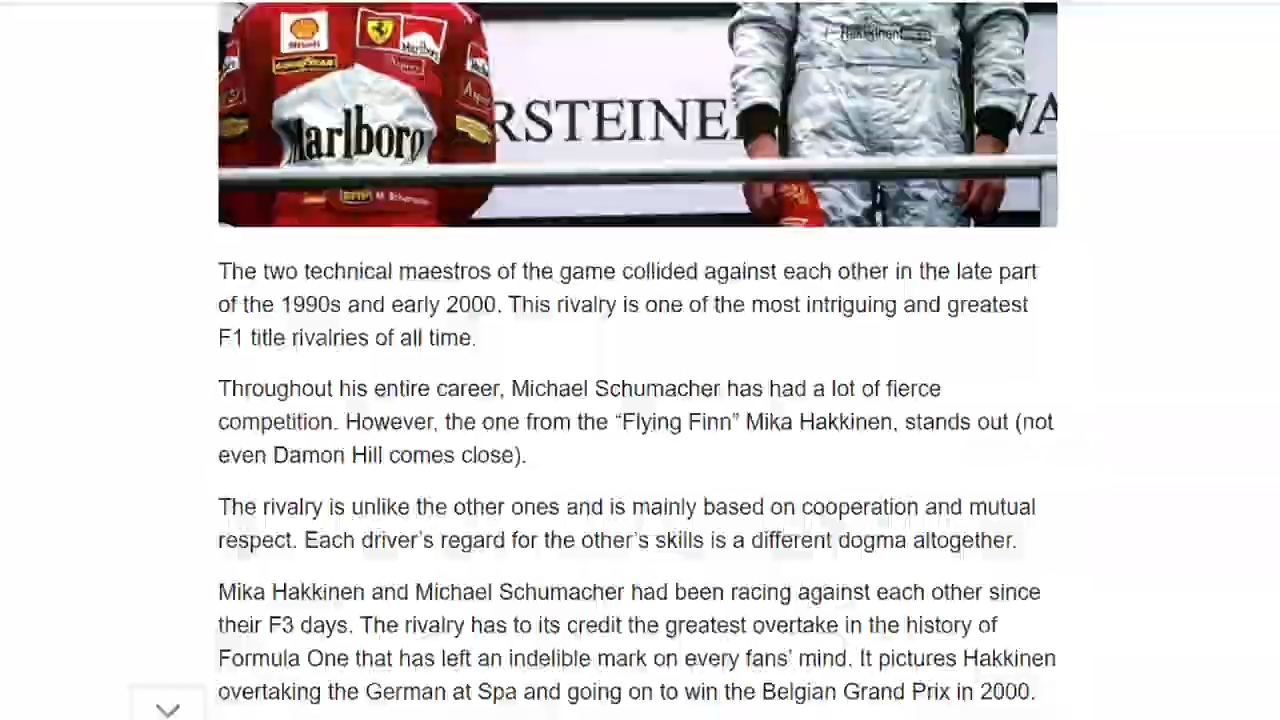 Shell
Marlboro
GOODYEAR
Asprey
Asprey
RSTEINE
WA
Hakkinen
Marlboro
M. Schumacher
The two technical maestros of the game collided against each other in the late part
of the 1990s and early 2000. This rivalry is one of the most intriguing and greatest
F1 title rivalries of all time.
Throughout his entire career, Michael Schumacher has had a lot of fierce
competition. However, the one from the “Flying Finn” Mika Hakkinen, stands out (not
even Damon Hill comes close).
The rivalry is unlike the other ones and is mainly based on cooperation and mutual
respect. Each driver’s regard for the other’s skills is a different dogma altogether.
Mika Hakkinen and Michael Schumacher had been racing against each other since
their F3 days. The rivalry has to its credit the greatest overtake in the history of
Formula One that has left an indelible mark on every fans’ mind. It pictures Hakkinen
overtaking the German at Spa and going on to win the Belgian Grand Prix in 2000.